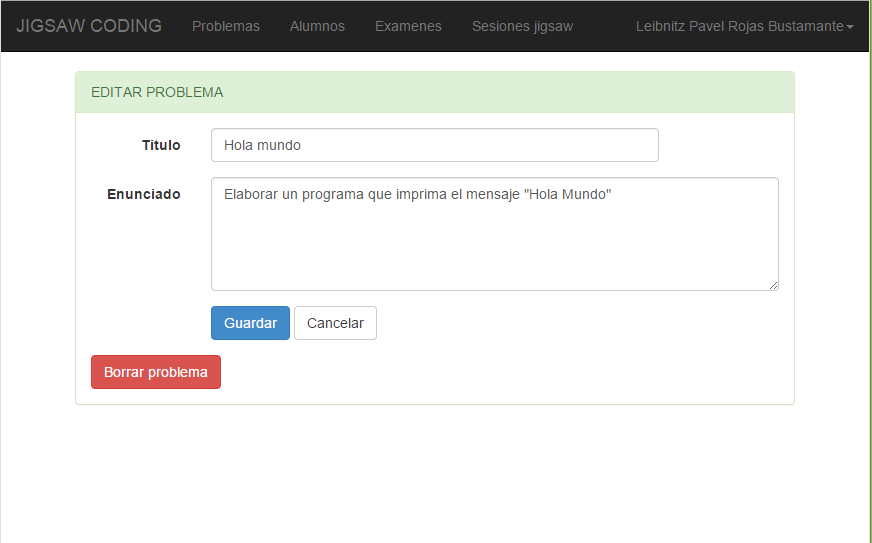 JIGSAW CODING Problemas Alumnos Examenes Sesiones jigsaw Leibnitz Pavel Rojas Bustamante
EDITAR PROBLEMA
Titulo Hola mundo
Enunciado Elaborar un programa que imprima el mensaje "Hola Mundo"
Guardar Cancelar
Borrar problema